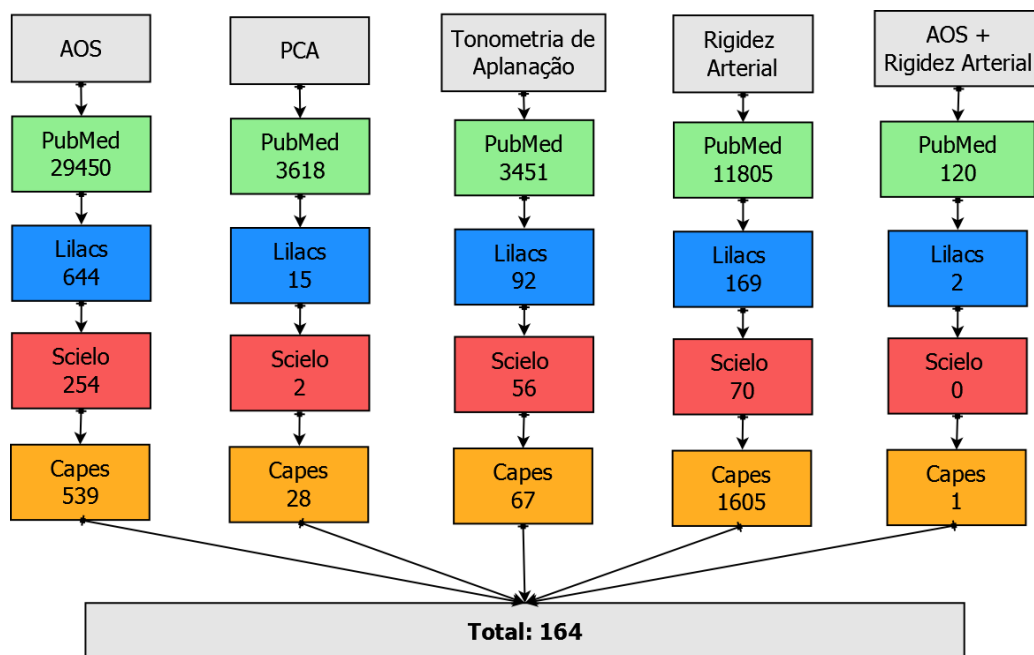 AOS
PubMed
29450
Lilacs
644
Scielo
254
Capes
539
PCA
PubMed
3618
Lilacs
15
Scielo
2
Capes
28
Tonometria de
Aplanação
PubMed
3451
Lilacs
92
Scielo
56
Capes
67
Rigidez
Arterial
PubMed
11805
Lilacs
169
Scielo
70
Capes
1605
AOS +
Rigidez Arterial
PubMed
120
Lilacs
2
Scielo
0
Capes
1
Total: 164